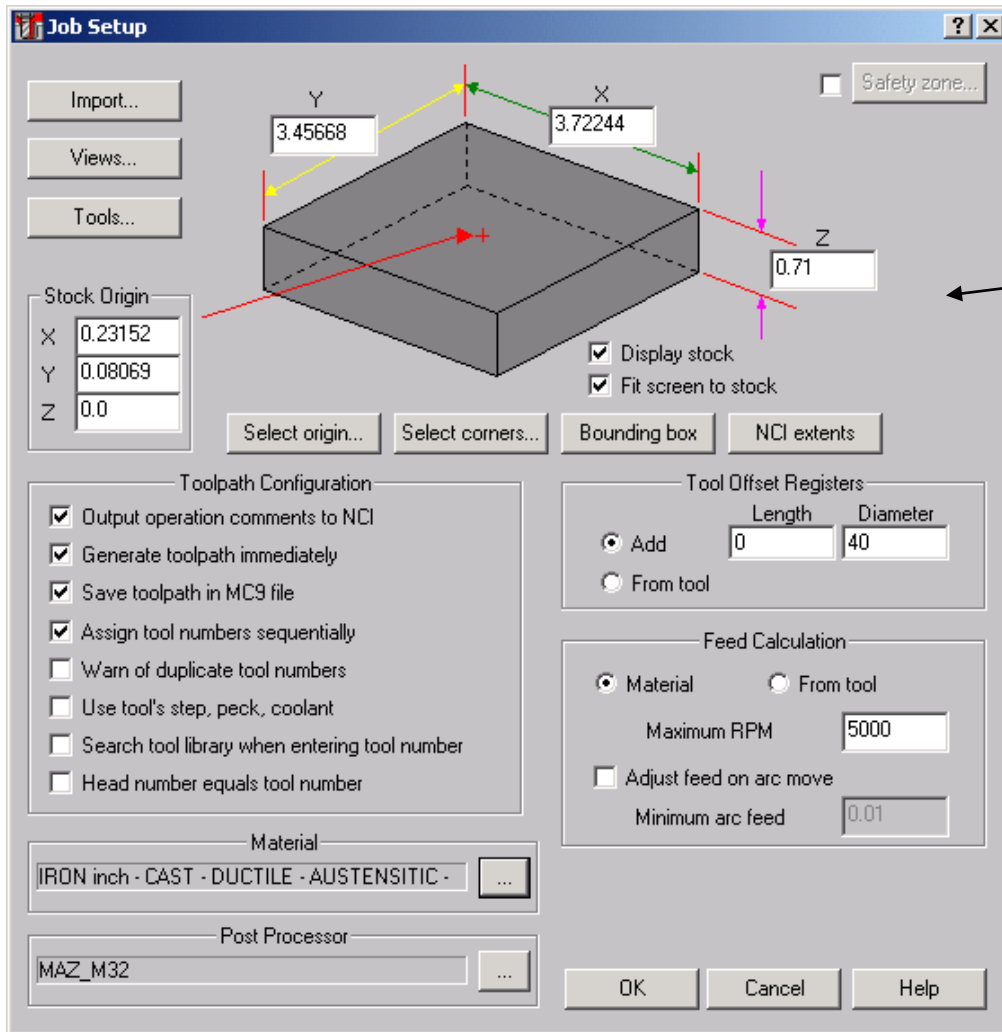 Job Setup
Import...
Views...
Tools...
Y
3.45668
X
3.72244
Safety zone...
Z
0.71
Stock Origin
X 0.23152
Y 0.08069
Z 0.0
Display stock
Fit screen to stock
Select origin... Select corners... Bounding box NCI extents
Toolpath Configuration
Output operation comments to NCI
Generate toolpath immediately
Save toolpath in MC9 file
Assign tool numbers sequentially
Warn of duplicate tool numbers
Use tool's step, peck, coolant
Search tool library when entering tool number
Head number equals tool number
Tool Offset Registers
Length Diameter
Add 0 40
From tool
Feed Calculation
Material From tool
Maximum RPM 5000
Adjust feed on arc move
Minimum arc feed 0.01
Material
IRON inch - CAST - DUCTILE - AUSTENSITIC - ...
Post Processor
MAZ_M32 ...
OK Cancel Help